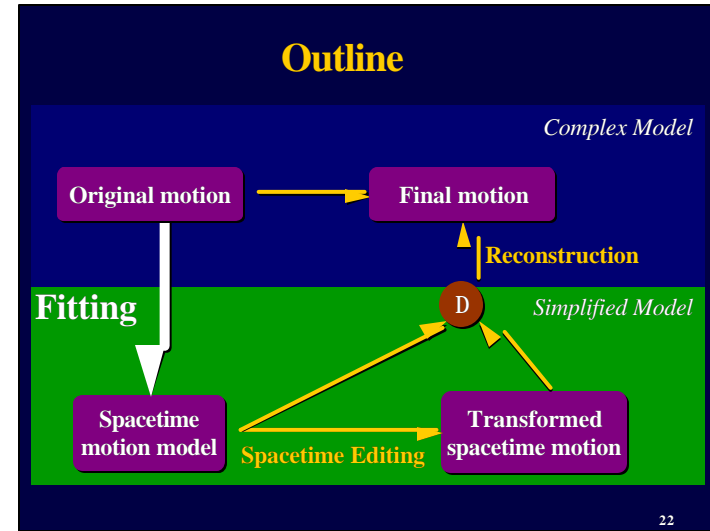 Outline
Complex Model
Original motion
Final motion
Reconstruction
Fitting
D
Simplified Model
Spacetime
motion model
Spacetime Editing
Transformed
spacetime motion
22